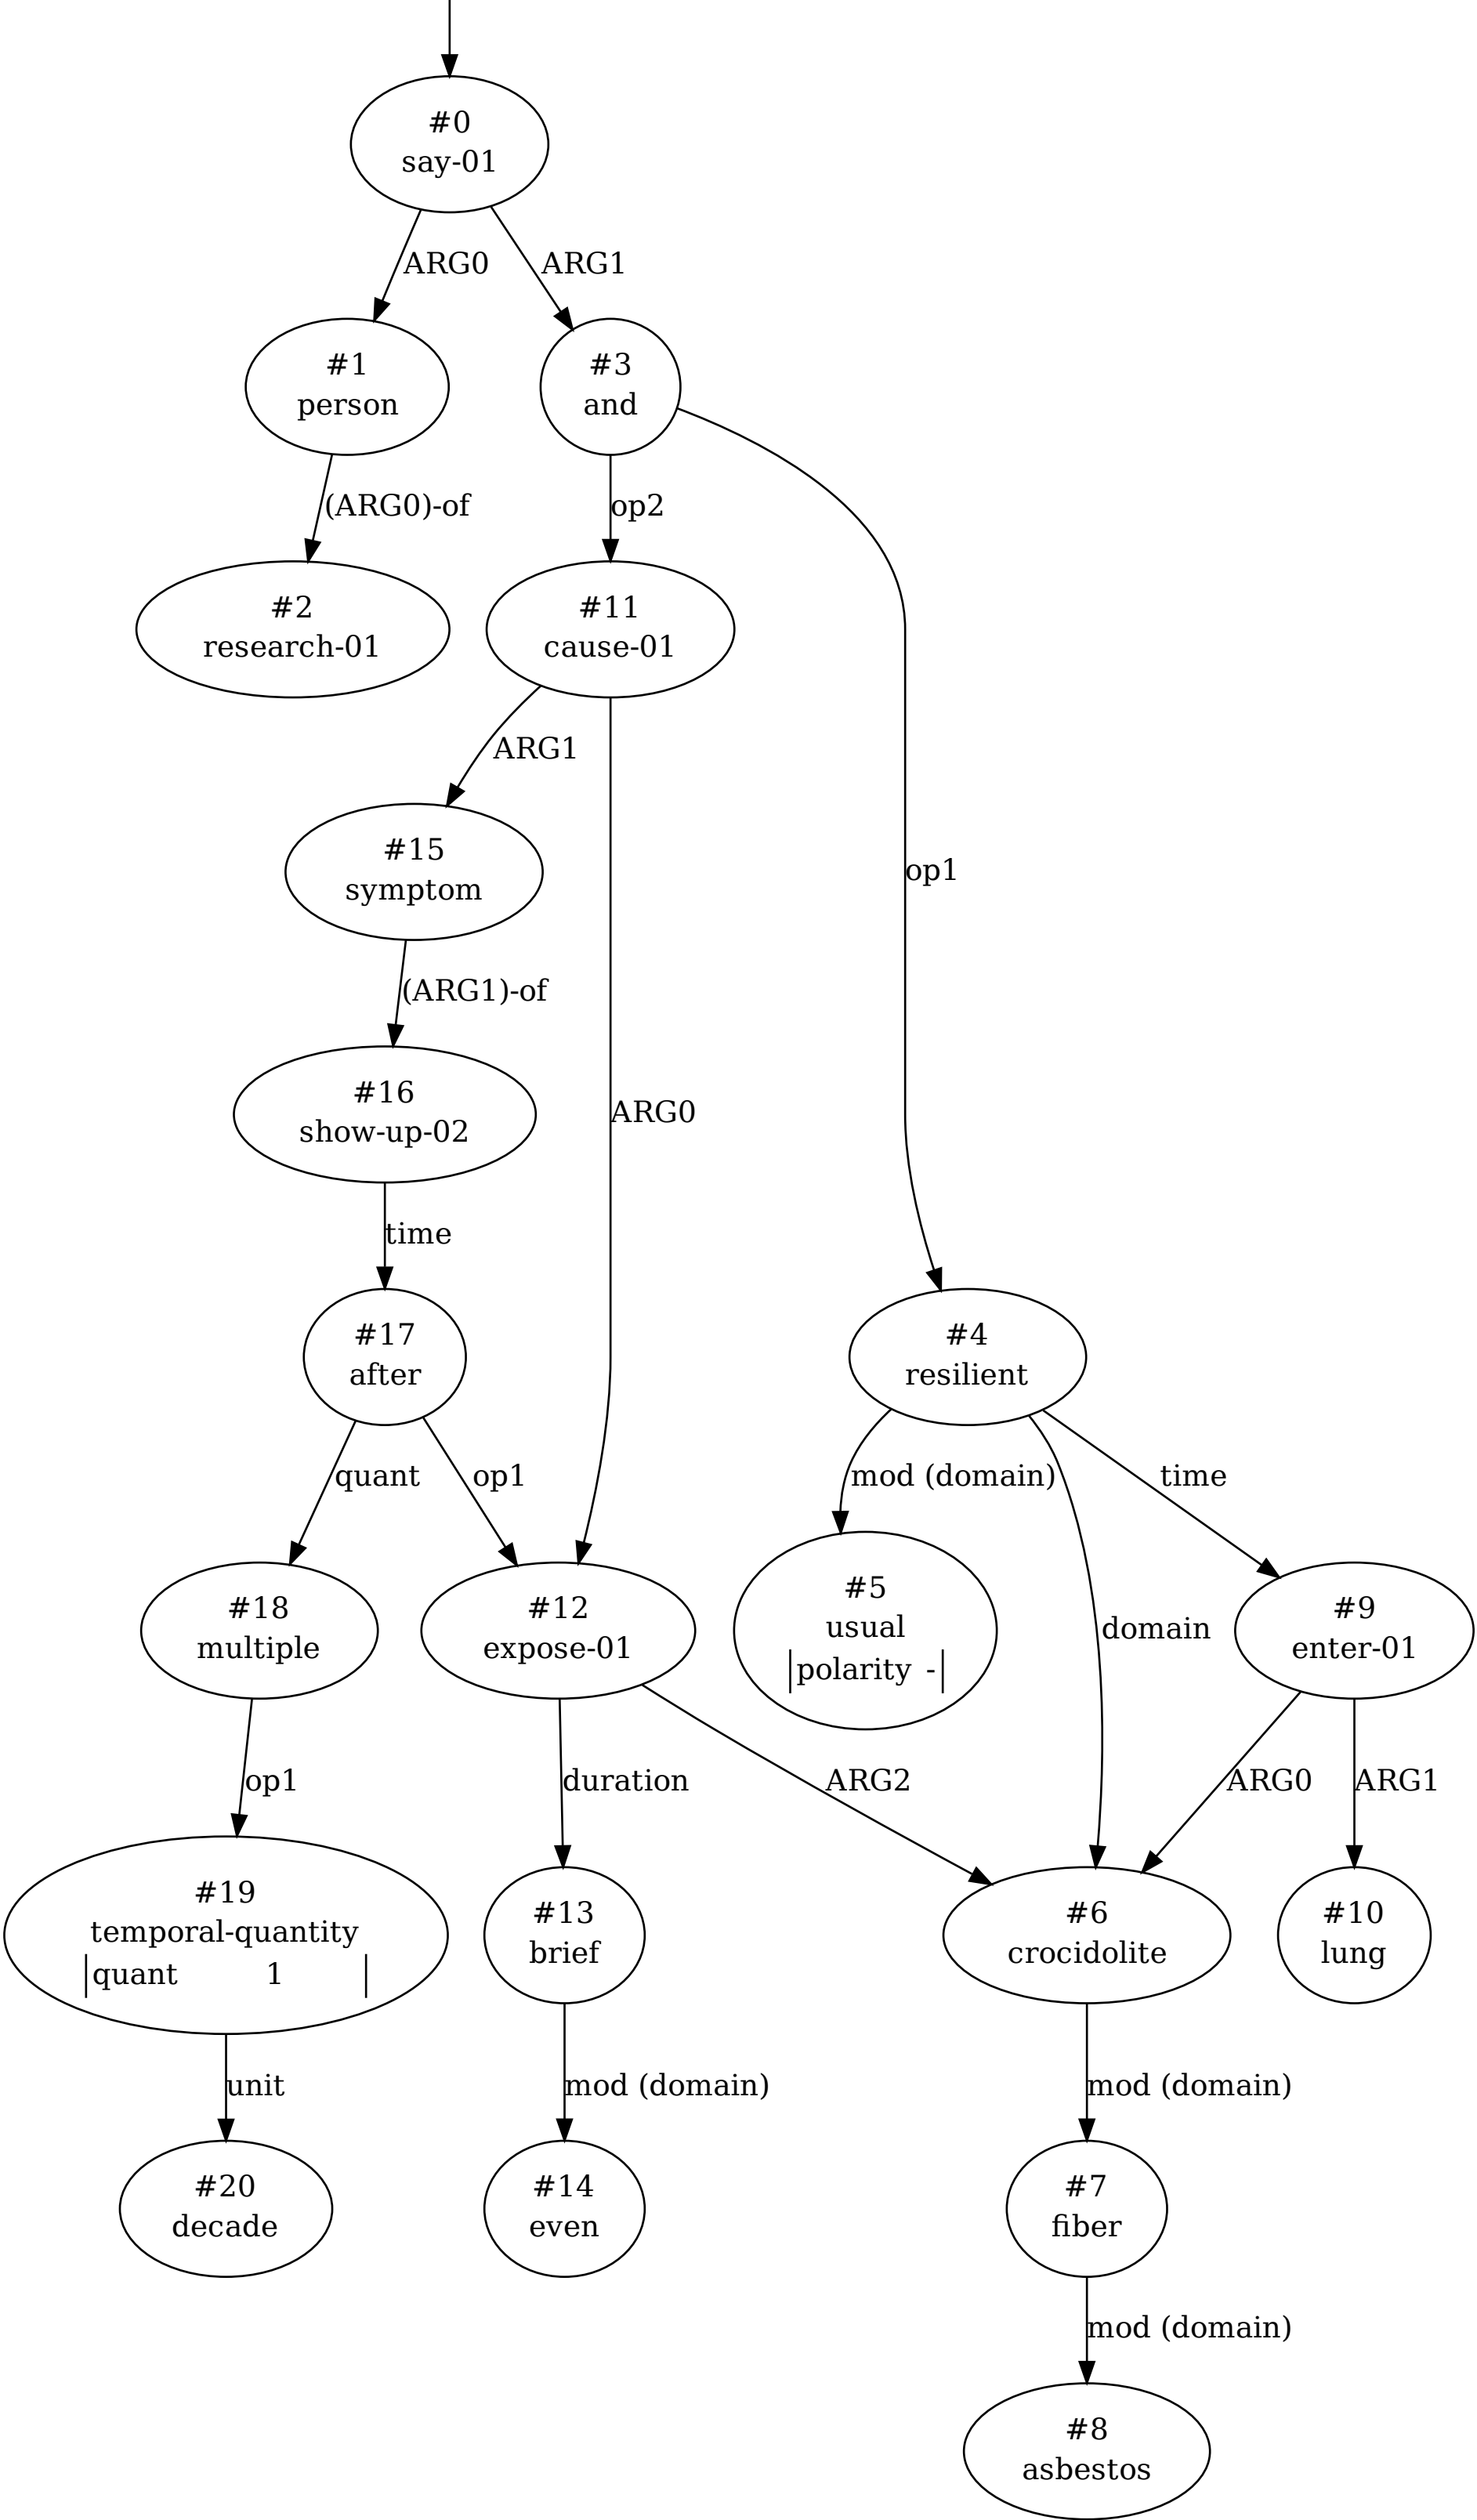 #0
say-01
ARG0
ARG1
#1
person
#3
and
(ARG0)-of
op2
#2
research-01
#11
cause-01
ARG1
#15
symptom
op1
(ARG1)-of
#16
show-up-02
ARG0
time
#17
after
#4
resilient
quant
op1
mod (domain)
time
#18
multiple
#12
expose-01
#5
usual
|polarity -|
domain
#9
enter-01
op1
duration
ARG2
ARG0
ARG1
#19
temporal-quantity
|quant 1 |
#13
brief
#6
crocidolite
#10
lung
unit
mod (domain)
mod (domain)
#20
decade
#14
even
#7
fiber
mod (domain)
#8
asbestos